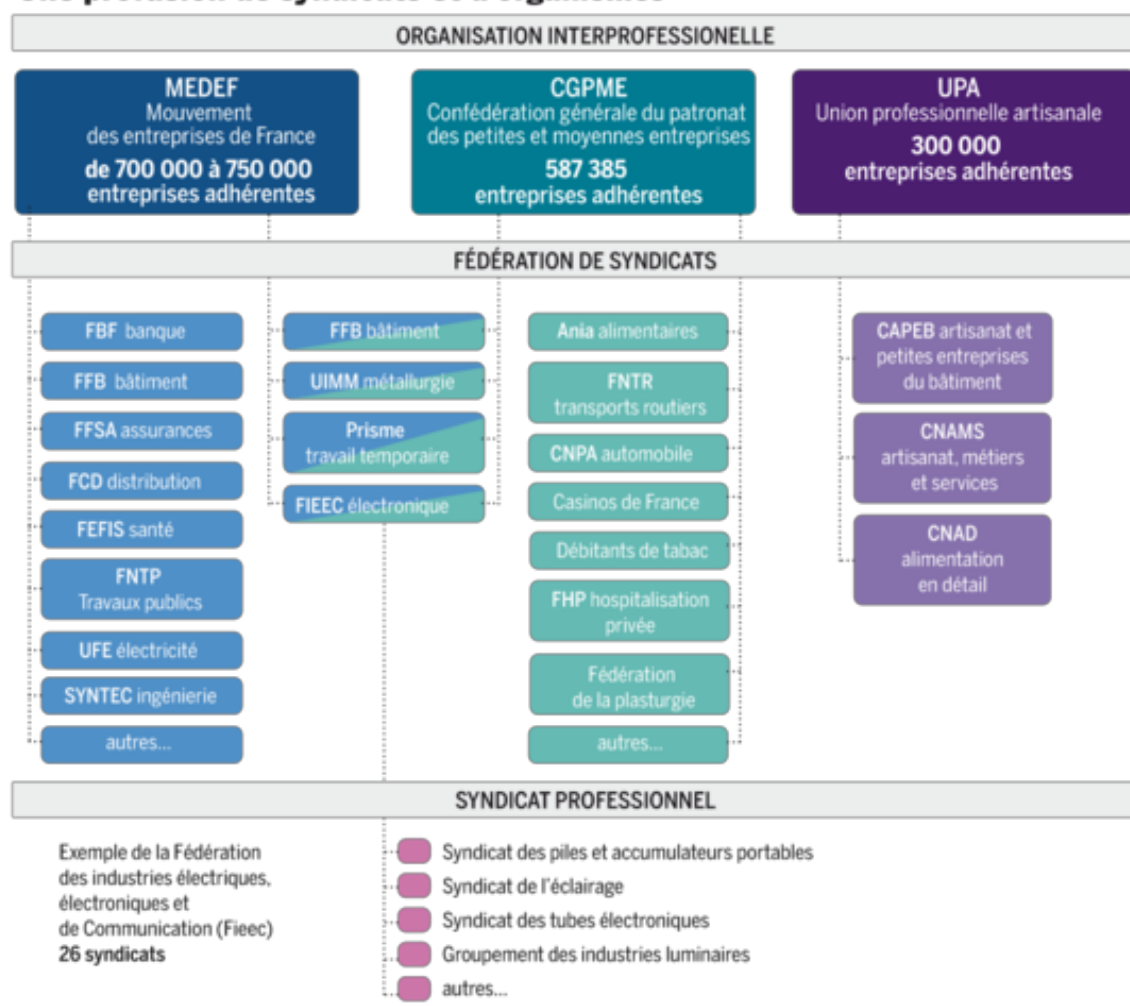 ORGANISATION INTERPROFESSIONELLE
MEDEF
Mouvement
des entreprises de France
de 700 000 à 750 000
entreprises adhérentes
CGPME
Confédération générale du patronat
des petites et moyennes entreprises
587 385
entreprises adhérentes
UPA
Union professionnelle artisanale
300 000
entreprises adhérentes
FÉDÉRATION DE SYNDICATS
FBF banque
FFB bâtiment
FFSA assurances
FCD distribution
FEFIS santé
FNTP
Travaux publics
UFE électricité
SYNTEC ingénierie
autres...
FFB bâtiment
UIMM métallurgie
Prisme
travail temporaire
FIEEC électronique
Ania alimentaires
FNTR
transports routiers
CNPA automobile
Casinos de France
Débitants de tabac
FHP hospitalisation
privée
Fédération
de la plasturgie
autres...
CAPEB artisanat et
petites entreprises
du bâtiment
CNAMS
artisanat, métiers
et services
CNAD
alimentation
en détail
SYNDICAT PROFESSIONNEL
Exemple de la Fédération
des industries électriques,
électroniques et
de Communication (Fieec)
26 syndicats
Syndicat des piles et accumulateurs portables
Syndicat de l'éclairage
Syndicat des tubes électroniques
Groupement des industries luminaires
autres...